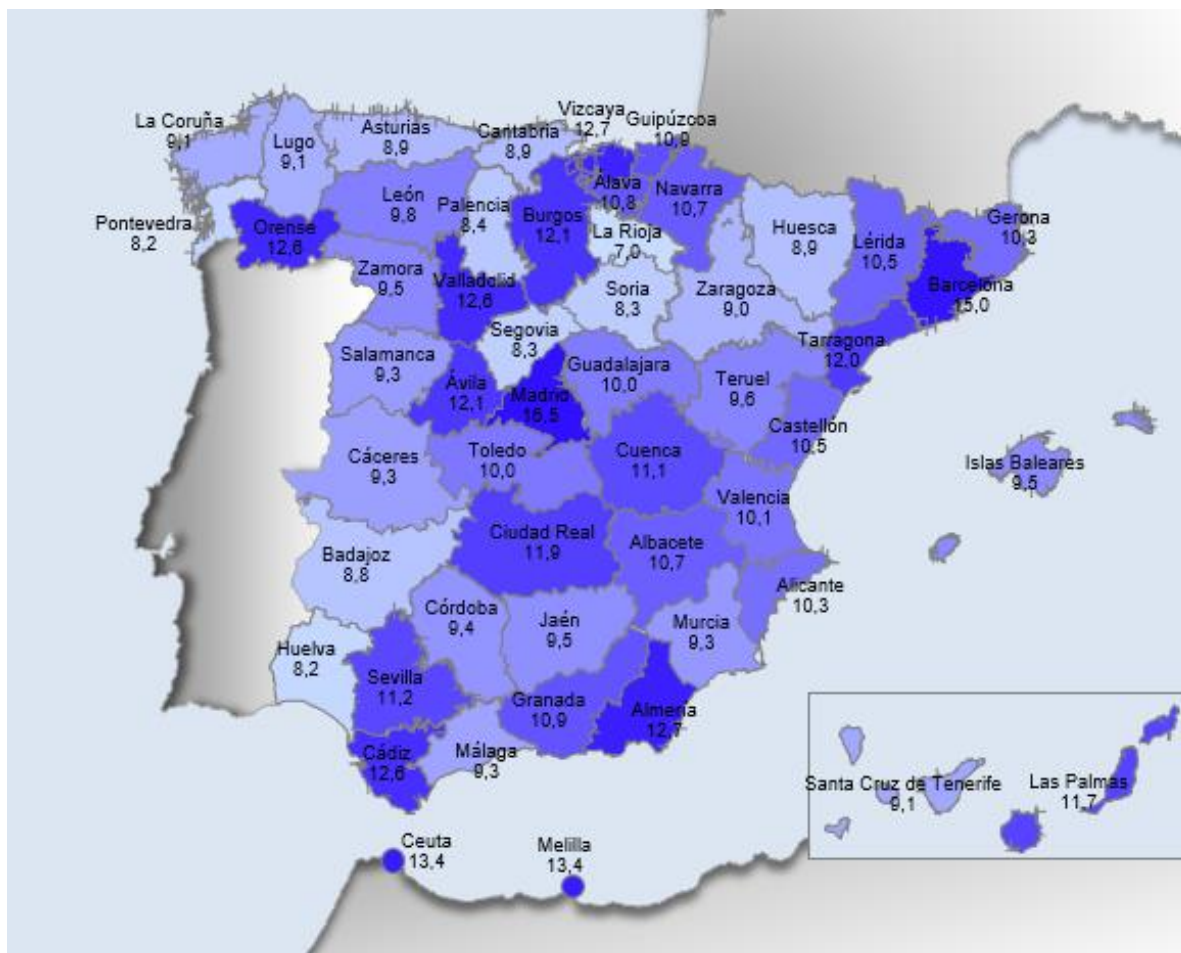 Vizcaya
12,7
Guipúzcoa
10,9
La Coruña
9,1
Asturias
8,9
Cantabria
8,9
Lugo
9,1
Álava
10,8
Navarra
10,7
León
9,8
Palencia
8,4
Burgos
12,1
Pontevedra
8,2
Orense
12,6
La Rioja
7,0
Huesca
8,9
Lérida
10,5
Gerona
10,3
Zamora
9,5
Valladolid
12,6
Soria
8,3
Zaragoza
9,0
Barcelona
15,0
Segovia
8,3
Tarragona
12,0
Salamanca
9,3
Guadalajara
10,0
Ávila
12,1
Madrid
16,5
Teruel
9,6
Castellón
10,5
Cáceres
9,3
Toledo
10,0
Cuenca
11,1
Islas Baleares
9,5
Valencia
10,1
Ciudad Real
11,9
Albacete
10,7
Badajoz
8,8
Alicante
10,3
Córdoba
9,4
Jaén
9,5
Murcia
9,3
Huelva
8,2
Sevilla
11,2
Granada
10,9
Almería
12,7
Cádiz
12,6
Málaga
9,3
Santa Cruz de Tenerife
9,1
Las Palmas
11,7
Ceuta
13,4
Melilla
13,4